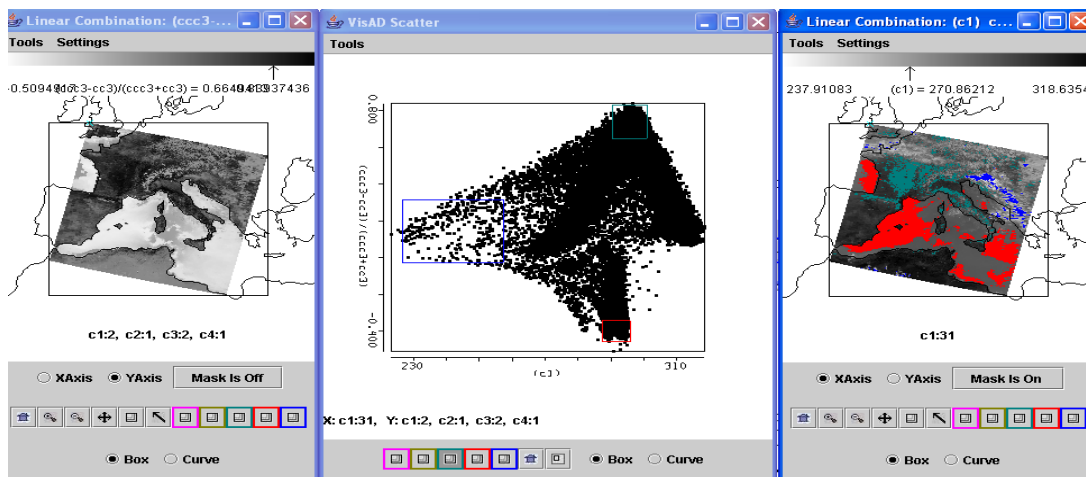 Linear Combination: (ccc3-...
Tools Settings
c1:2, c2:1, c3:2, c4:1
XAxis YAxis Mask Is Off
Box Curve
VisAD Scatter
Tools
0.800
(ccc3-cc3)/(ccc3+cc3)
-0.400
230 310
(c1)
X: c1:31, Y: c1:2, c2:1, c3:2, c4:1
Box Curve
Linear Combination: (c1) c...
Tools Settings
237.91083 (c1) = 270.86212 318.6354
c1:31
XAxis YAxis Mask Is On
Box Curve